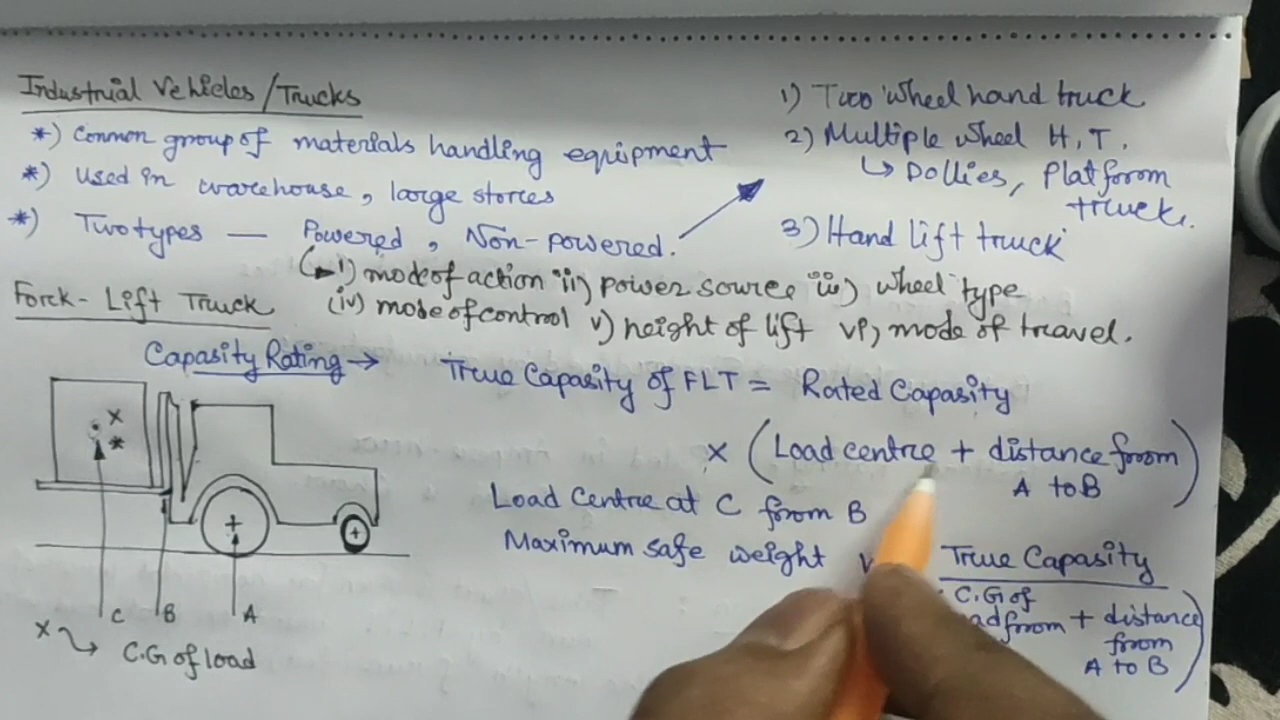 Industrial Vehicles/Trucks
*) Common group of materials handling equipment
*) Used in warehouse, large stores
*) Two types — Powered, Non-powered.
1) Two wheel hand truck
2) Multiple wheel H.T.
↳ Dollies, Platform truck.
3) Hand lift truck
i) mode of action ii) power source iii) wheel type
(iv) mode of control v) height of lift vi) mode of travel.
Fork-Lift Truck
Capasity Rating → True Capasity of FLT = Rated Capasity
× (Load centre + distance from
A to B)
Load Centre at C from B
Maximum safe weight
True Capasity
C.G of
from + distance
from
A to B)
x
*
C B A
x ↳ C.G of load